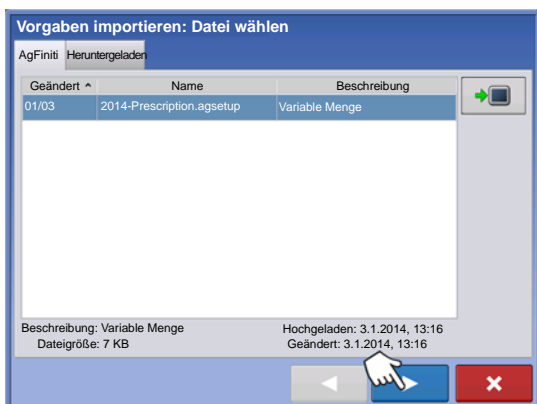 Vorgaben importieren: Datei wählen
AgFiniti Heruntergeladen
Geändert Name Beschreibung
01/03 2014-Prescription.agsetup Variable Menge
Beschreibung: Variable Menge Hochgeladen: 3.1.2014, 13:16
Dateigröße: 7 KB Geändert: 3.1.2014, 13:16